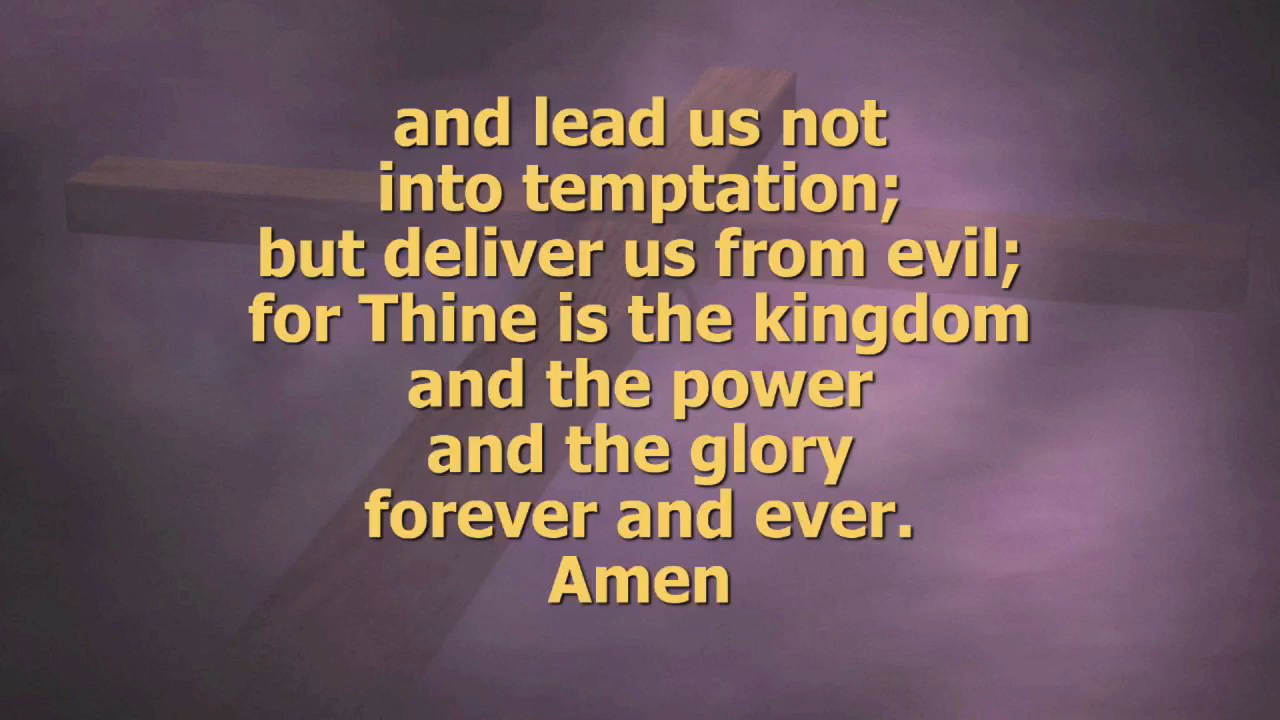 and lead us not
into temptation;
but deliver us from evil;
for Thine is the kingdom
and the power
and the glory
forever and ever.
Amen